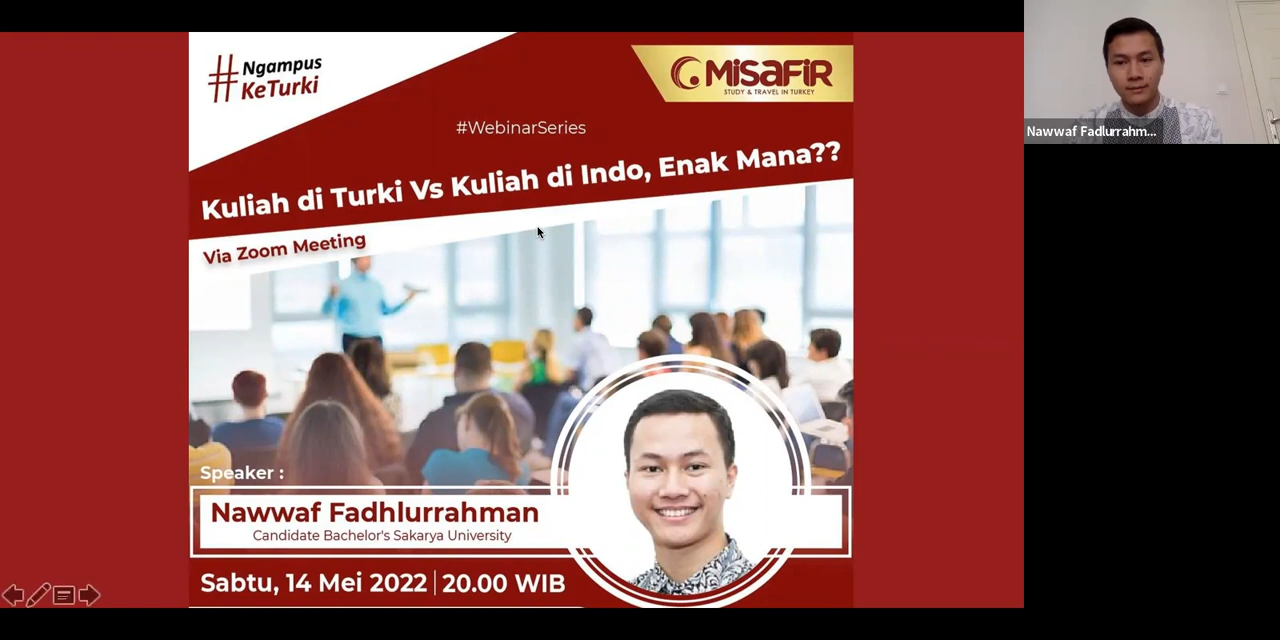 #Ngampus
KeTurki
MiSAFiR
STUDY & TRAVEL IN TURKEY
#WebinarSeries
Kuliah di Turki Vs Kuliah di Indo, Enak Mana??
Via Zoom Meeting
Speaker :
Nawwaf Fadhlurrahman
Candidate Bachelor's Sakarya University
Sabtu, 14 Mei 2022 | 20.00 WIB
Nawwaf Fadlurrahm...